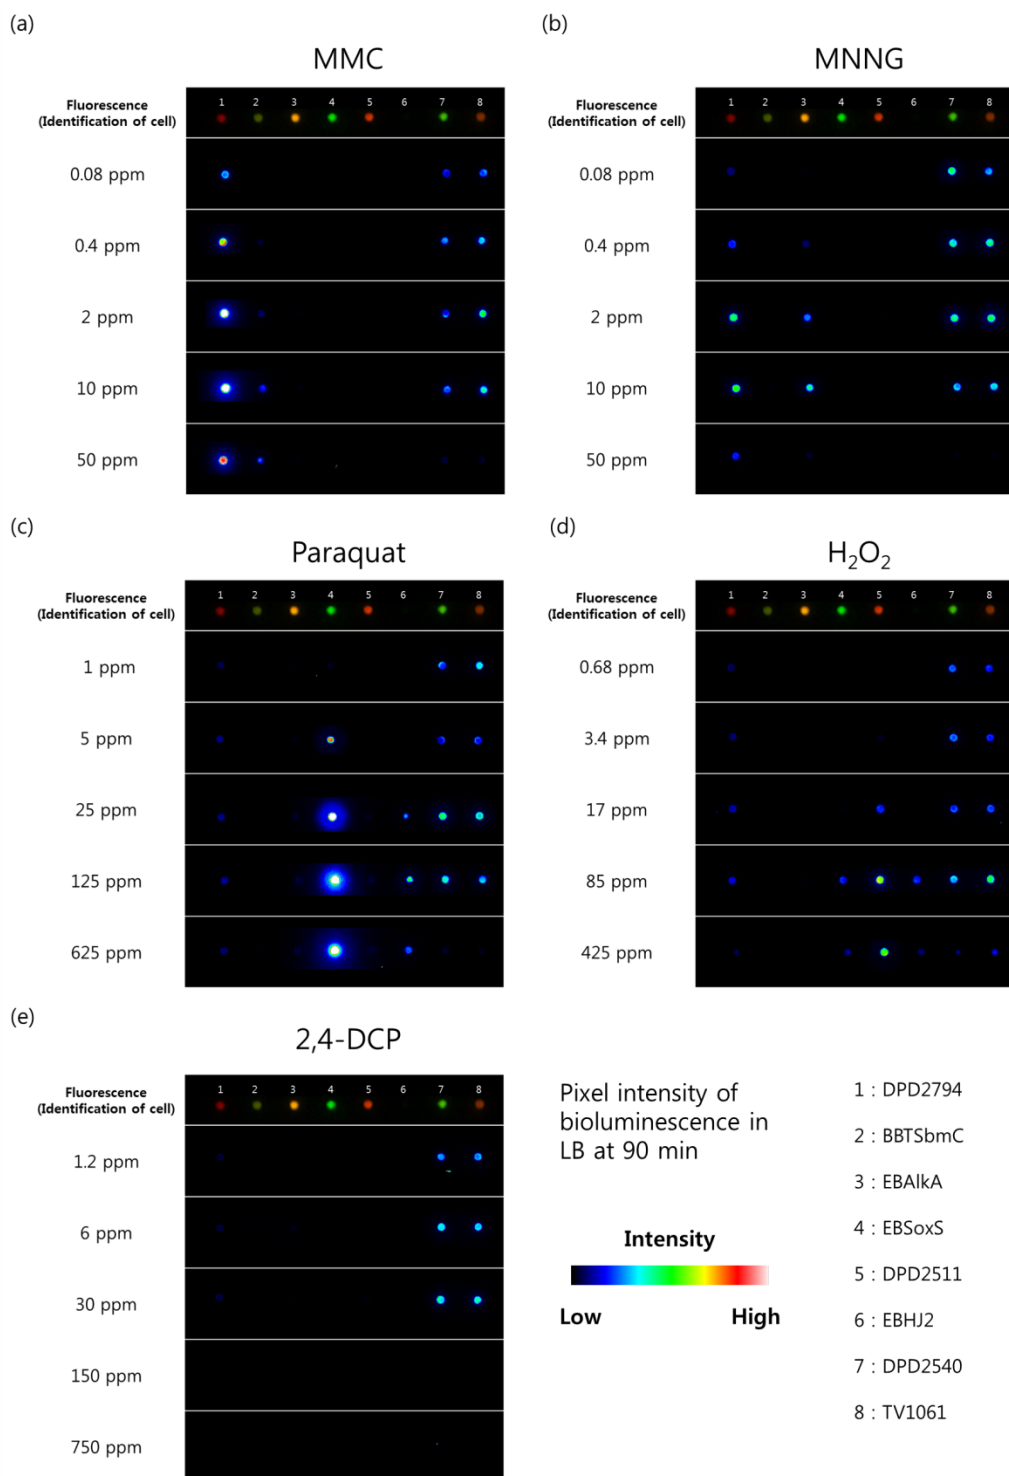 (a)
MMC
Fluorescence
(Identification of cell)
1 2 3 4 5 6 7 8
0.08 ppm
0.4 ppm
2 ppm
10 ppm
50 ppm
(b)
MNNG
Fluorescence
(Identification of cell)
1 2 3 4 5 6 7 8
0.08 ppm
0.4 ppm
2 ppm
10 ppm
50 ppm
(c)
Paraquat
Fluorescence
(Identification of cell)
1 2 3 4 5 6 7 8
1 ppm
5 ppm
25 ppm
125 ppm
625 ppm
(d)
H₂O₂
Fluorescence
(Identification of cell)
1 2 3 4 5 6 7 8
0.68 ppm
3.4 ppm
17 ppm
85 ppm
425 ppm
(e)
2,4-DCP
Fluorescence
(Identification of cell)
1 2 3 4 5 6 7 8
1.2 ppm
6 ppm
30 ppm
150 ppm
750 ppm
Pixel intensity of
bioluminescence in
LB at 90 min
Intensity
Low High
1 : DPD2794
2 : BBTSbmC
3 : EBAlkA
4 : EBSoxS
5 : DPD2511
6 : EBHJ2
7 : DPD2540
8 : TV1061